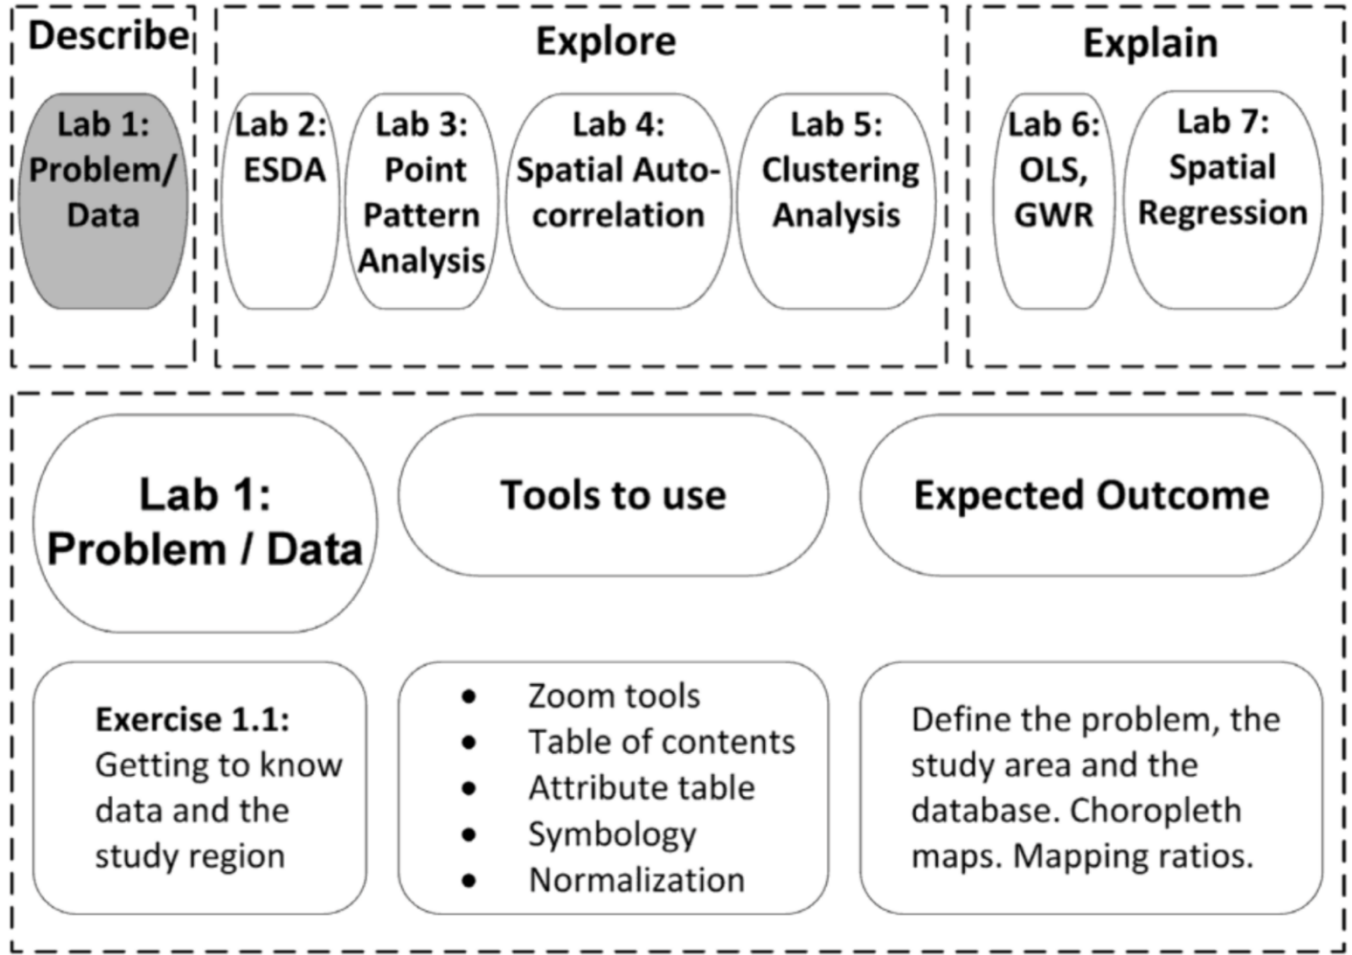 Describe
Explore
Explain
Lab 1:
Problem/
Data
Lab 2:
ESDA
Lab 3:
Point
Pattern
Analysis
Lab 4:
Spatial Auto-
correlation
Lab 5:
Clustering
Analysis
Lab 6:
OLS,
GWR
Lab 7:
Spatial
Regression
Lab 1:
Problem / Data
Tools to use
Expected Outcome
Exercise 1.1:
Getting to know
data and the
study region
• Zoom tools
• Table of contents
• Attribute table
• Symbology
• Normalization
Define the problem, the
study area and the
database. Choropleth
maps. Mapping ratios.